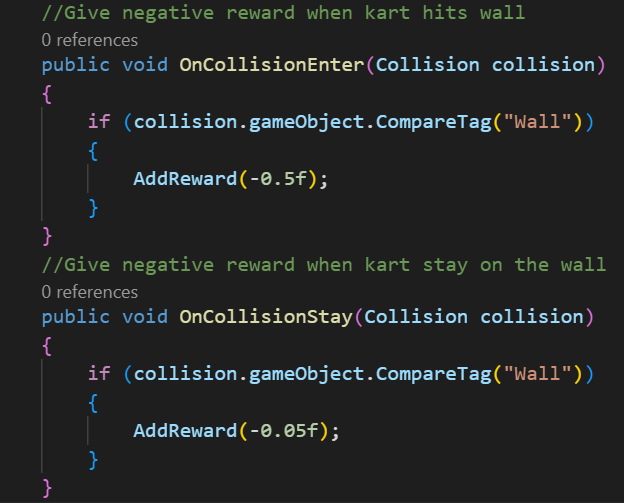 //Give negative reward when kart hits wall
0 references
public void OnCollisionEnter(Collision collision)
{
if (collision.gameObject.CompareTag("Wall"))
{
AddReward(-0.5f);
}
}
//Give negative reward when kart stay on the wall
0 references
public void OnCollisionStay(Collision collision)
{
if (collision.gameObject.CompareTag("Wall"))
{
AddReward(-0.05f);
}
}